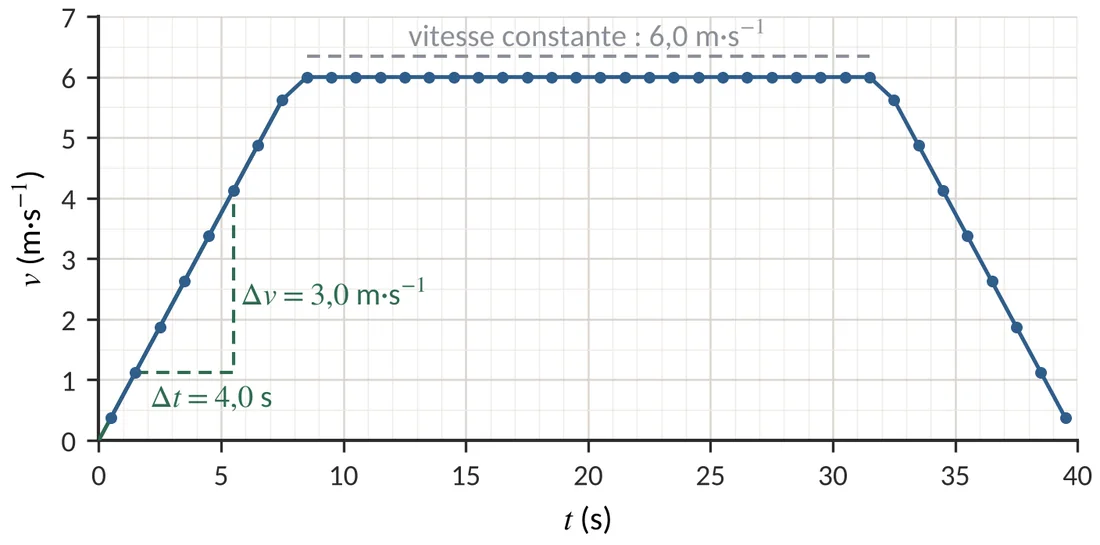 7
vitesse constante : 6,0 m·s⁻¹
6
5
4
3
2
1
0
v (m·s⁻¹)
Δv = 3,0 m·s⁻¹
Δt = 4,0 s
0 5 10 15 20 25 30 35 40
t (s)